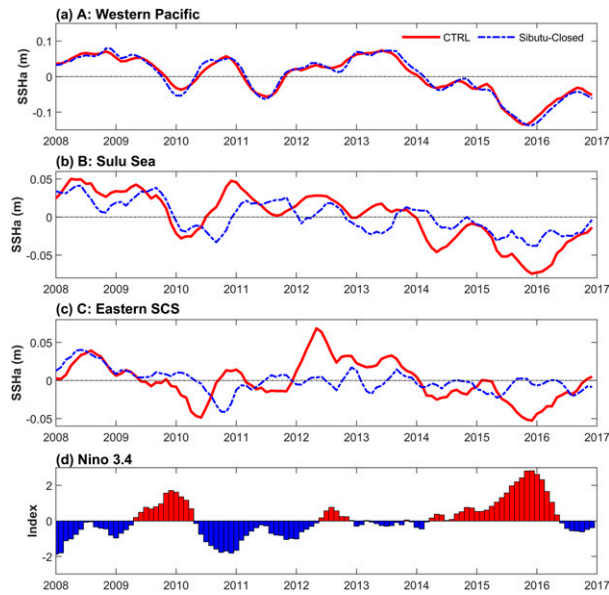 (a) A: Western Pacific
CTRL
Sibutu-Closed
SSHa (m)
0.1
0
-0.1
2008 2009 2010 2011 2012 2013 2014 2015 2016 2017
(b) B: Sulu Sea
SSHa (m)
0.05
0
-0.05
2008 2009 2010 2011 2012 2013 2014 2015 2016 2017
(c) C: Eastern SCS
SSHa (m)
0.05
0
-0.05
2008 2009 2010 2011 2012 2013 2014 2015 2016 2017
(d) Nino 3.4
Index
2
0
-2
2008 2009 2010 2011 2012 2013 2014 2015 2016 2017